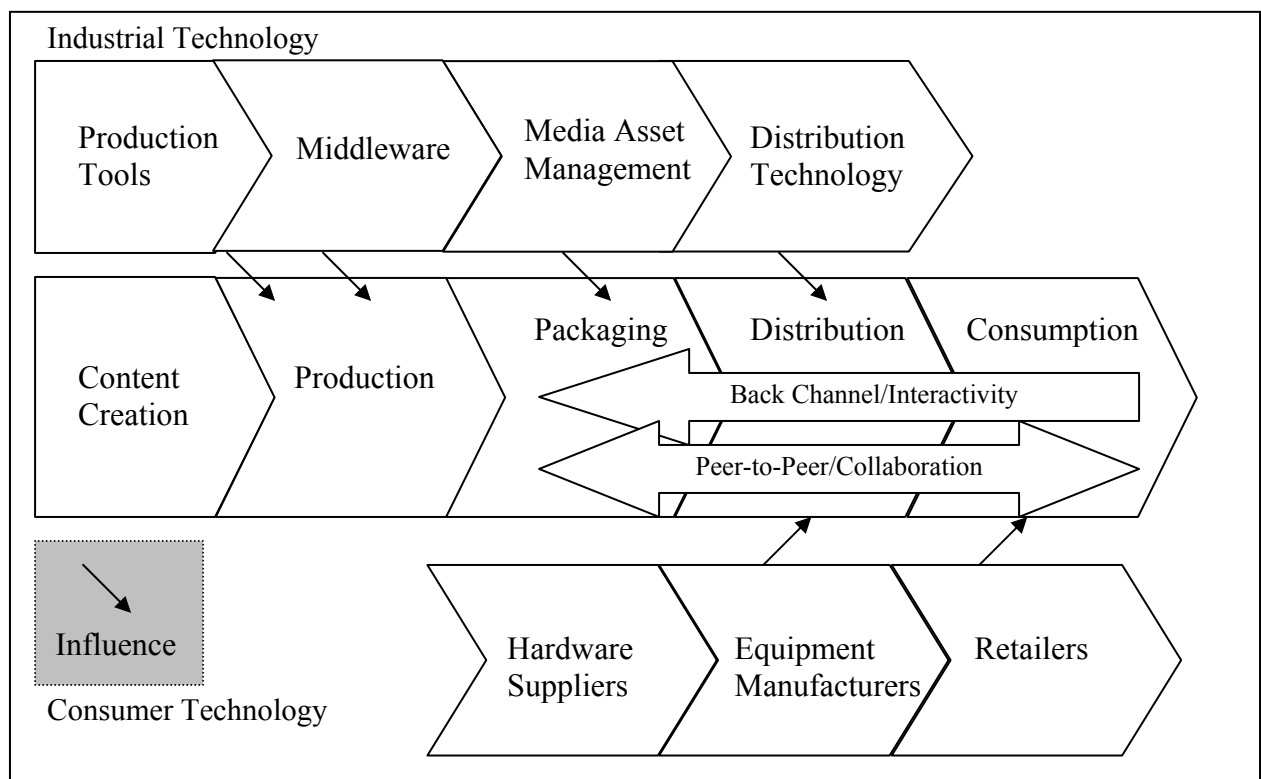 Industrial Technology
Production
Tools
Middleware
Media Asset
Management
Distribution
Technology
Content
Creation
Production
Packaging
Distribution
Consumption
Back Channel/Interactivity
Peer-to-Peer/Collaboration
Influence
Consumer Technology
Hardware
Suppliers
Equipment
Manufacturers
Retailers